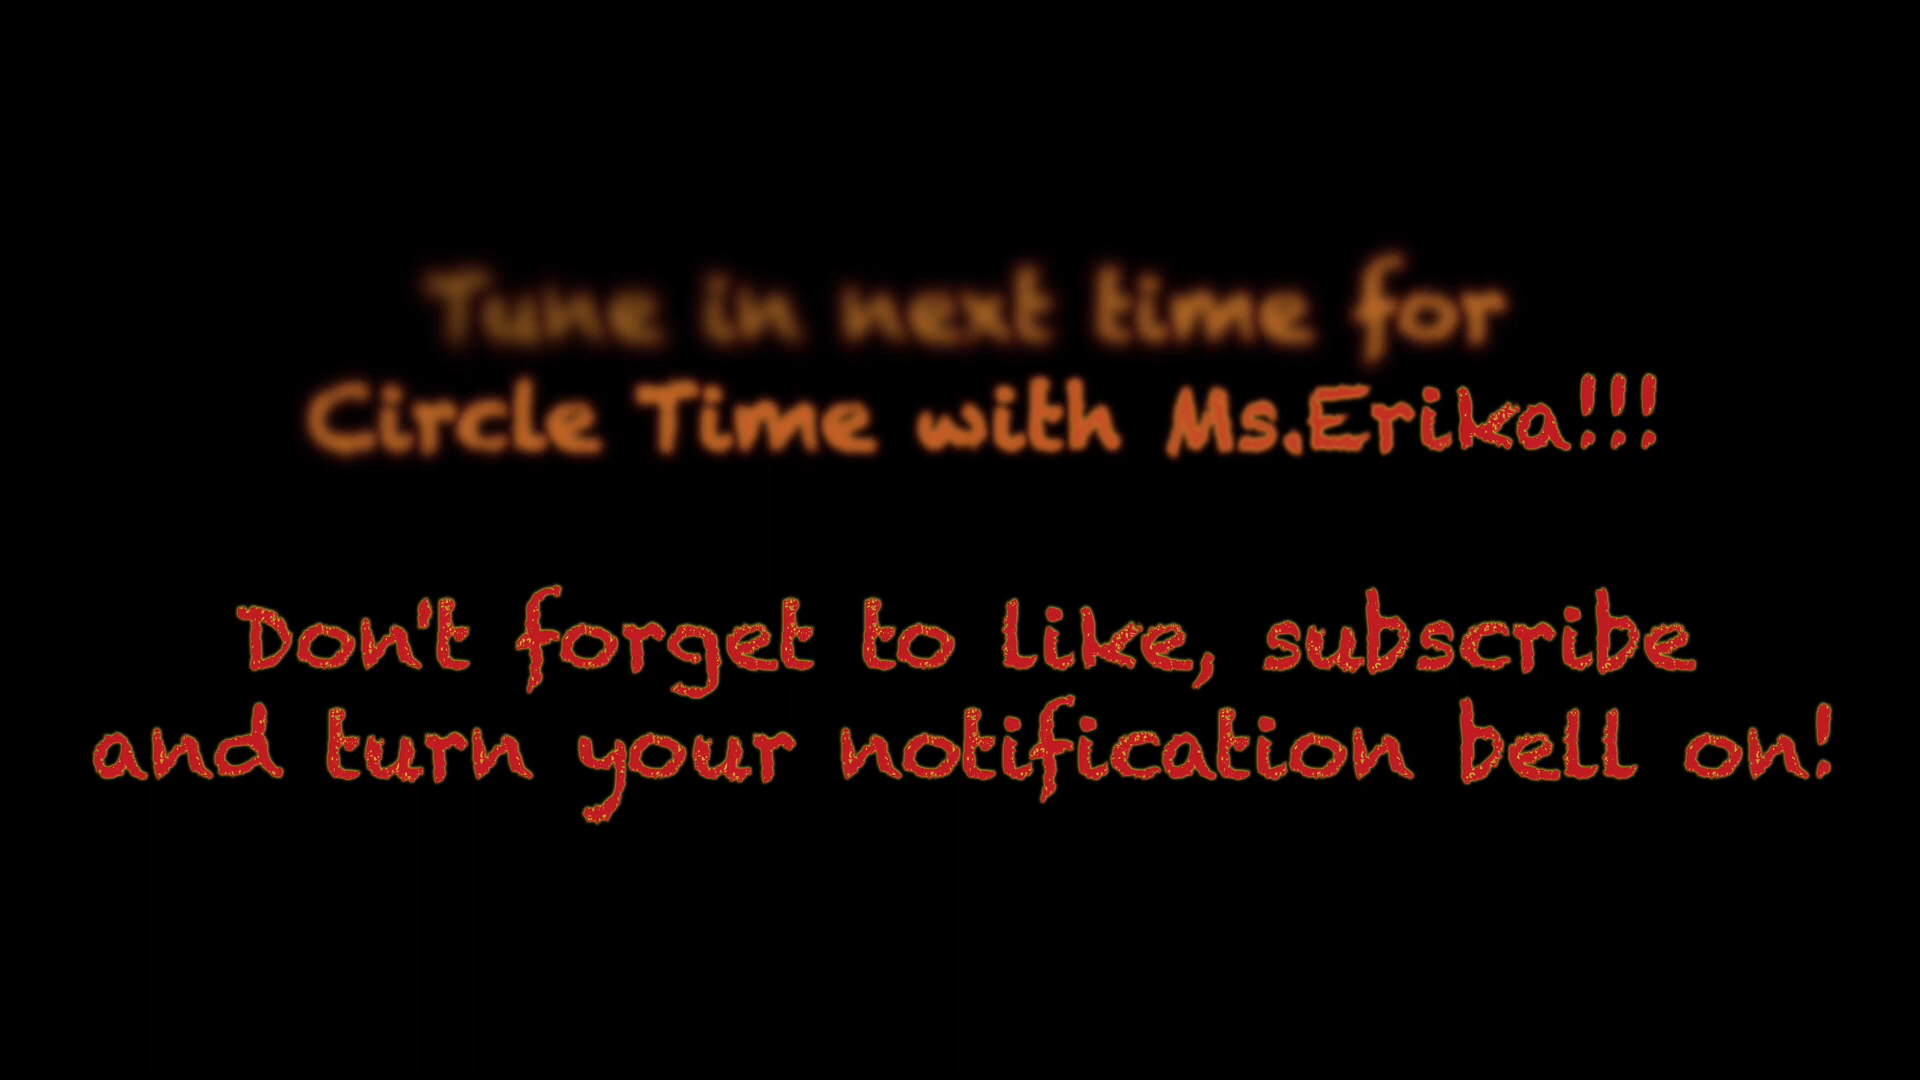 Tune in next time for
Circle Time with Ms.Erika!!!
Don't forget to like, subscribe
and turn your notification bell on!